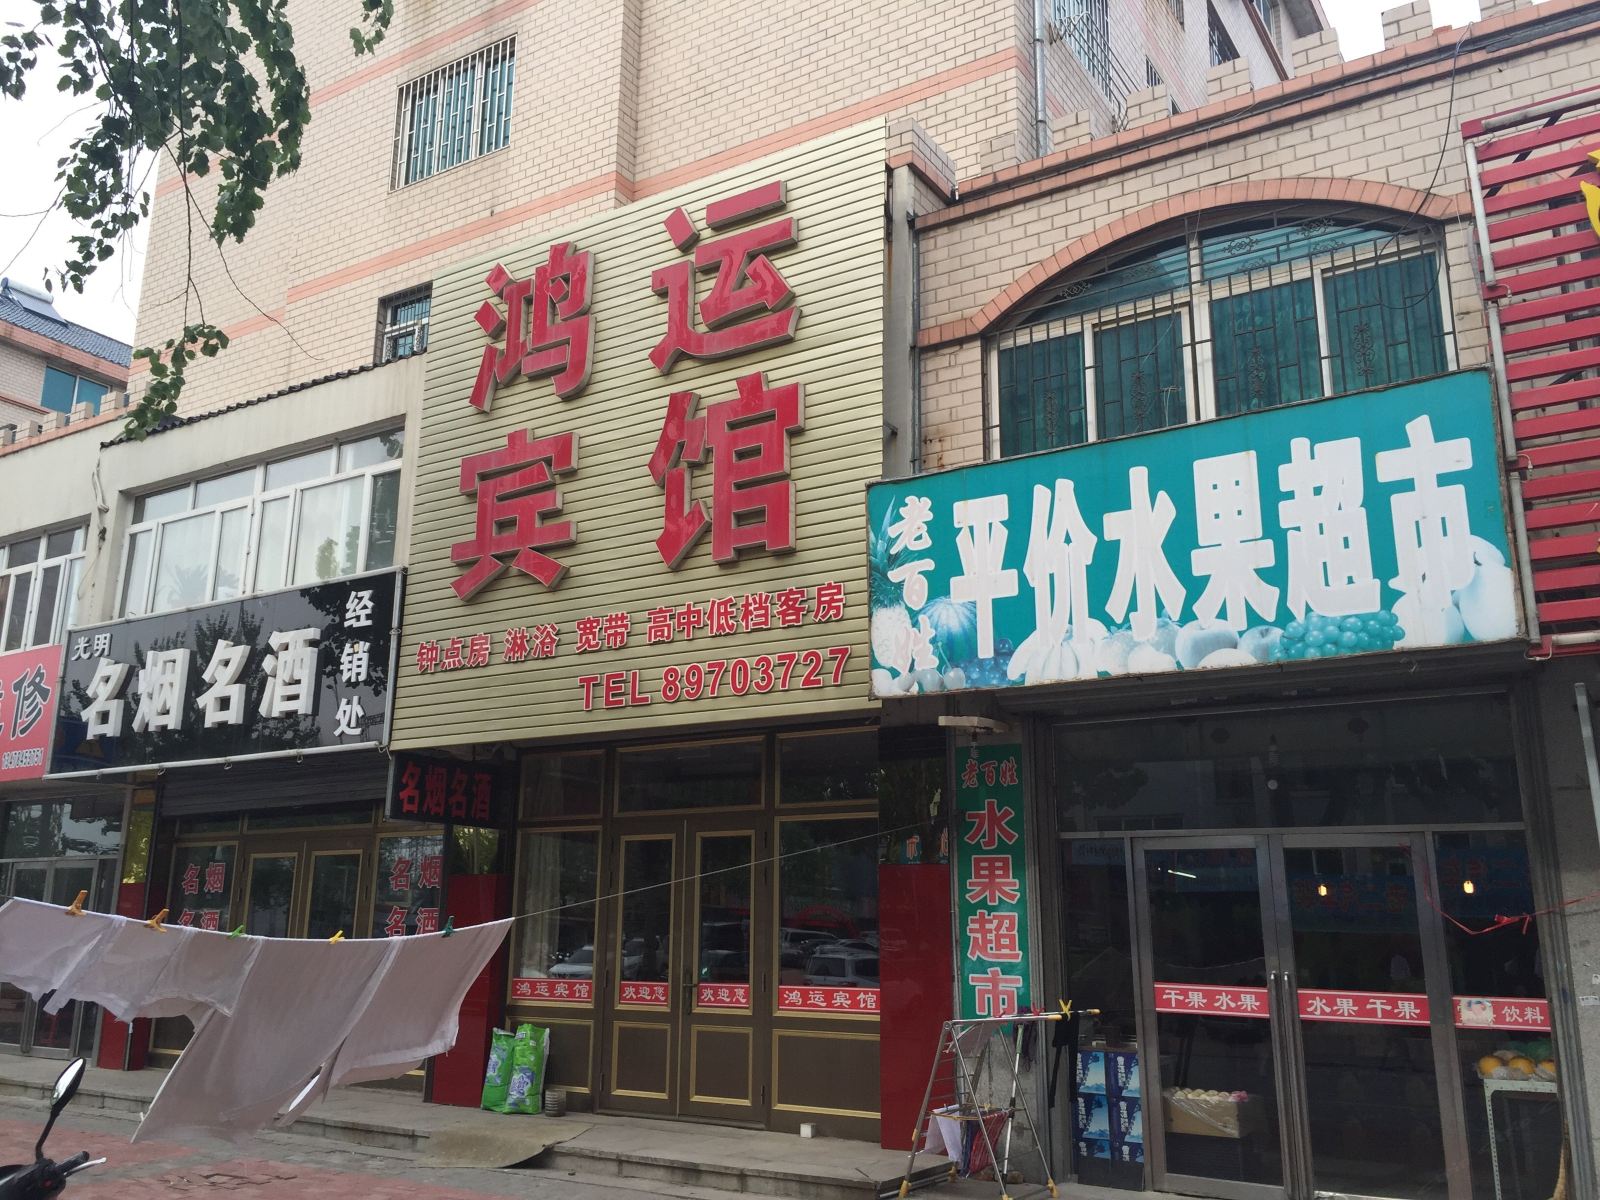 鸿运
宾馆
钟点房 淋浴 宽带 高中低档客房
TEL 89703727
老百姓
平价水果超市
光明
名烟名酒
经销处
修
13478459751
名烟名酒
名烟
名酒
名烟
名酒
鸿运宾馆
欢迎您
欢迎您
鸿运宾馆
老百姓
水果超市
干果 水果
水果 干果
饮料